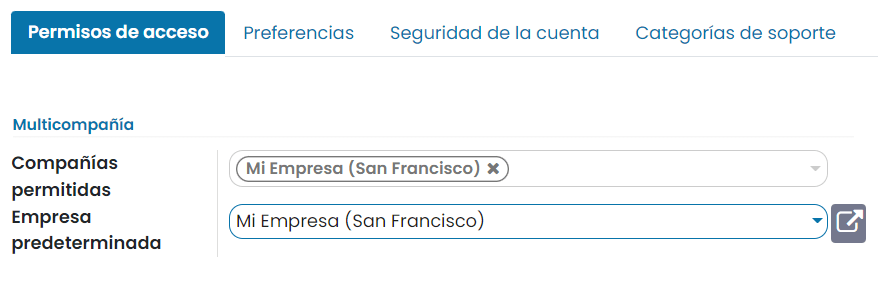 Permisos de acceso Preferencias Seguridad de la cuenta Categorías de soporte
Multicompañía
Compañías permitidas
Mi Empresa (San Francisco) ✖
Empresa predeterminada
Mi Empresa (San Francisco)